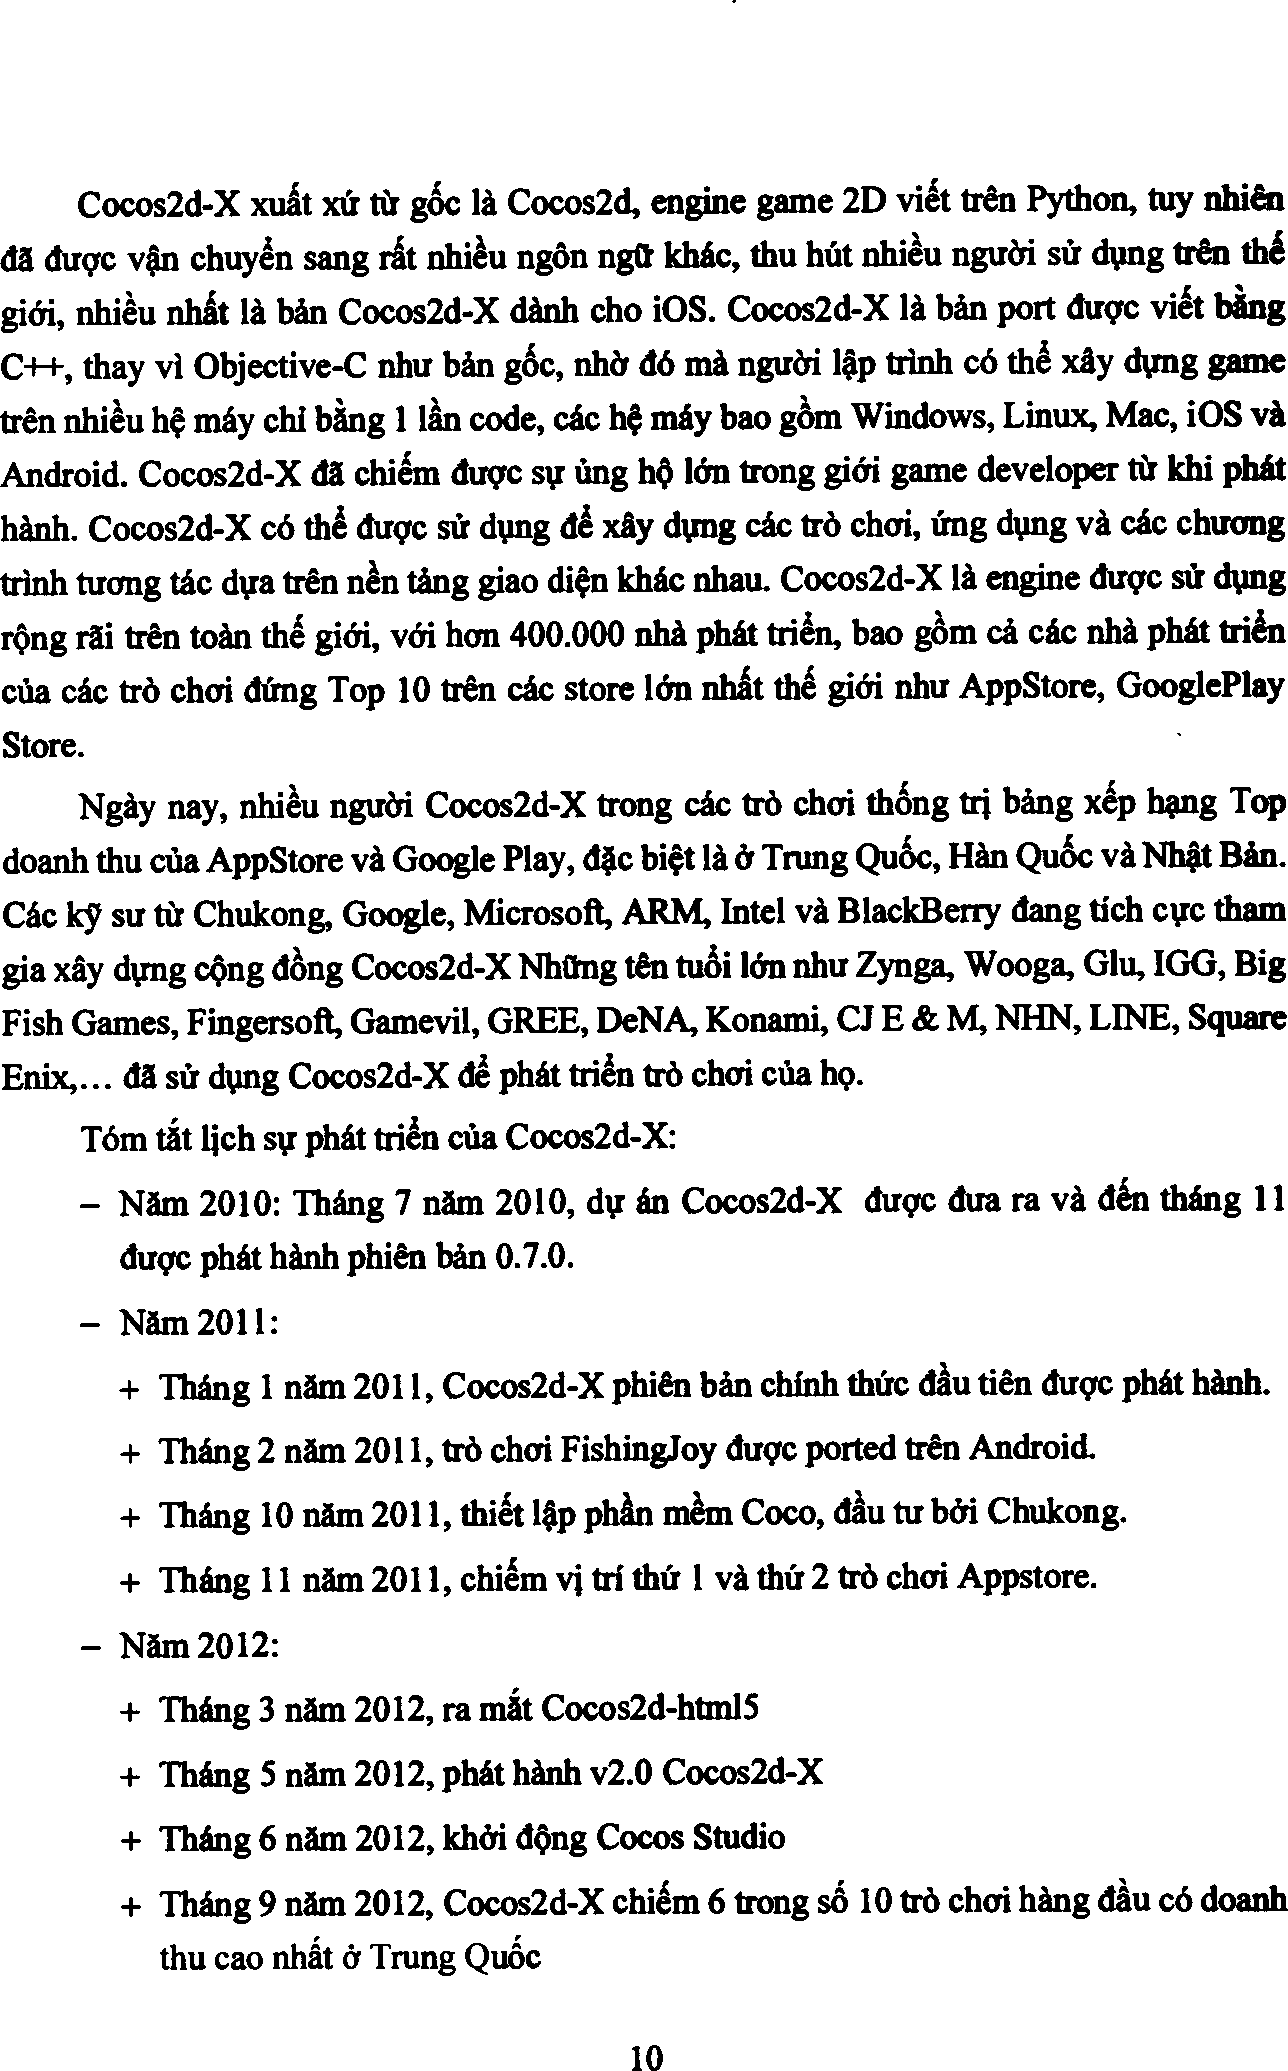 Cocos2d-X xuất xứ từ gốc là Cocos2d, engine game 2D viết trên Python, tuy nhiên
đã được vận chuyển sang rất nhiều ngôn ngữ khác, thu hút nhiều người sử dụng trên thế
giới, nhiều nhất là bản Cocos2d-X dành cho iOS. Cocos2d-X là bản port được viết bằng
C++, thay vì Objective-C như bản gốc, nhờ đó mà người lập trình có thể xây dựng game
trên nhiều hệ máy chỉ bằng 1 lần code, các hệ máy bao gồm Windows, Linux, Mac, iOS và
Android. Cocos2d-X đã chiếm được sự ủng hộ lớn trong giới game developer từ khi phát
hành. Cocos2d-X có thể được sử dụng để xây dựng các trò chơi, ứng dụng và các chương
trình tương tác dựa trên nền tảng giao diện khác nhau. Cocos2d-X là engine được sử dụng
rộng rãi trên toàn thế giới, với hơn 400.000 nhà phát triển, bao gồm cả các nhà phát triển
của các trò chơi đứng Top 10 trên các store lớn nhất thế giới như AppStore, GooglePlay
Store.
Ngày nay, nhiều người Cocos2d-X trong các trò chơi thống trị bảng xếp hạng Top
doanh thu của AppStore và Google Play, đặc biệt là ở Trung Quốc, Hàn Quốc và Nhật Bản.
Các kỹ sư từ Chukong, Google, Microsoft, ARM, Intel và BlackBerry đang tích cực tham
gia xây dựng cộng đồng Cocos2d-X Những tên tuổi lớn như Zynga, Wooga, Glu, IGG, Big
Fish Games, Fingersoft, Gamevil, GREE, DeNA, Konami, CJ E & M, NHN, LINE, Square
Enix,... đã sử dụng Cocos2d-X để phát triển trò chơi của họ.
Tóm tắt lịch sự phát triển của Cocos2d-X:
– Năm 2010: Tháng 7 năm 2010, dự án Cocos2d-X được đưa ra và đến tháng 11
được phát hành phiên bản 0.7.0.
– Năm 2011:
+ Tháng 1 năm 2011, Cocos2d-X phiên bản chính thức đầu tiên được phát hành.
+ Tháng 2 năm 2011, trò chơi FishingJoy được ported trên Android.
+ Tháng 10 năm 2011, thiết lập phần mềm Coco, đầu tư bởi Chukong.
+ Tháng 11 năm 2011, chiếm vị trí thứ 1 và thứ 2 trò chơi Appstore.
– Năm 2012:
+ Tháng 3 năm 2012, ra mắt Cocos2d-html5
+ Tháng 5 năm 2012, phát hành v2.0 Cocos2d-X
+ Tháng 6 năm 2012, khởi động Cocos Studio
+ Tháng 9 năm 2012, Cocos2d-X chiếm 6 trong số 10 trò chơi hàng đầu có doanh
thu cao nhất ở Trung Quốc
10